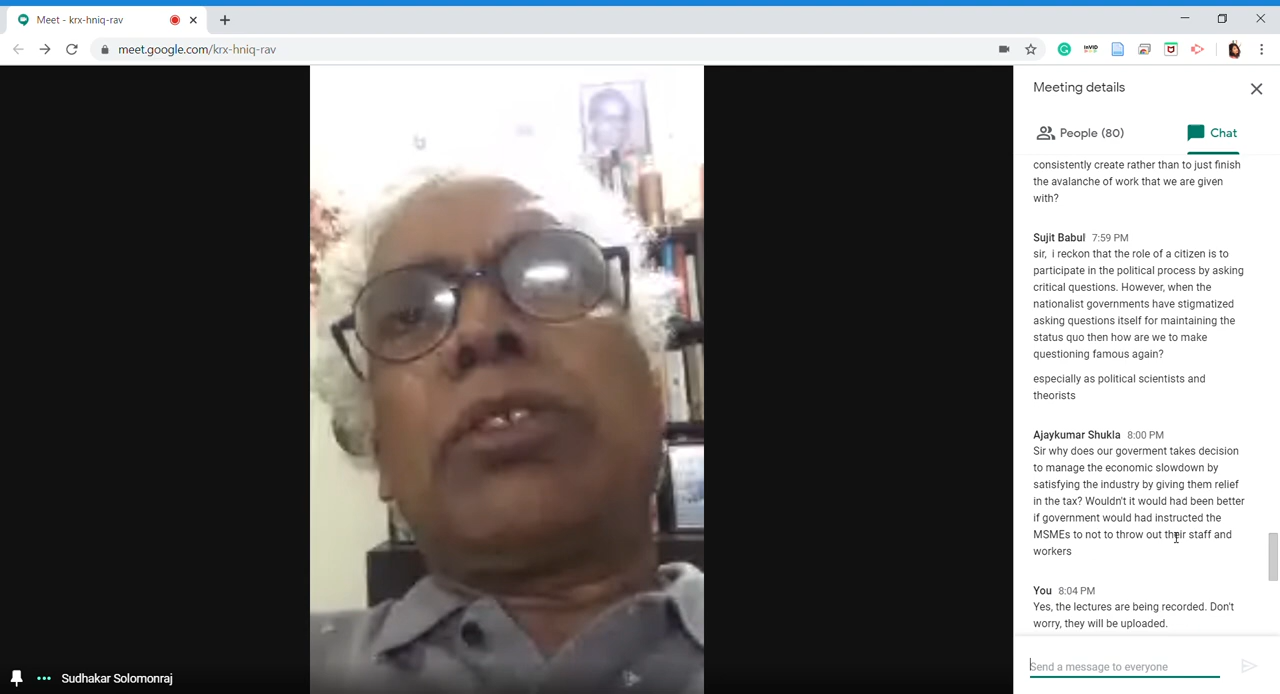 Meet - krx-hniq-rav
meet.google.com/krx-hniq-rav
InVID
Meeting details
People (80)
Chat
consistently create rather than to just finish
the avalanche of work that we are given
with?
Sujit Babul 7:59 PM
sir, i reckon that the role of a citizen is to
participate in the political process by asking
critical questions. However, when the
nationalist governments have stigmatized
asking questions itself for maintaining the
status quo then how are we to make
questioning famous again?
especially as political scientists and
theorists
Ajaykumar Shukla 8:00 PM
Sir why does our goverment takes decision
to manage the economic slowdown by
satisfying the industry by giving them relief
in the tax? Wouldn't it would had been better
if government would had instructed the
MSMEs to not to throw out their staff and
workers
You 8:04 PM
Yes, the lectures are being recorded. Don't
worry, they will be uploaded.
Send a message to everyone
Sudhakar Solomonraj